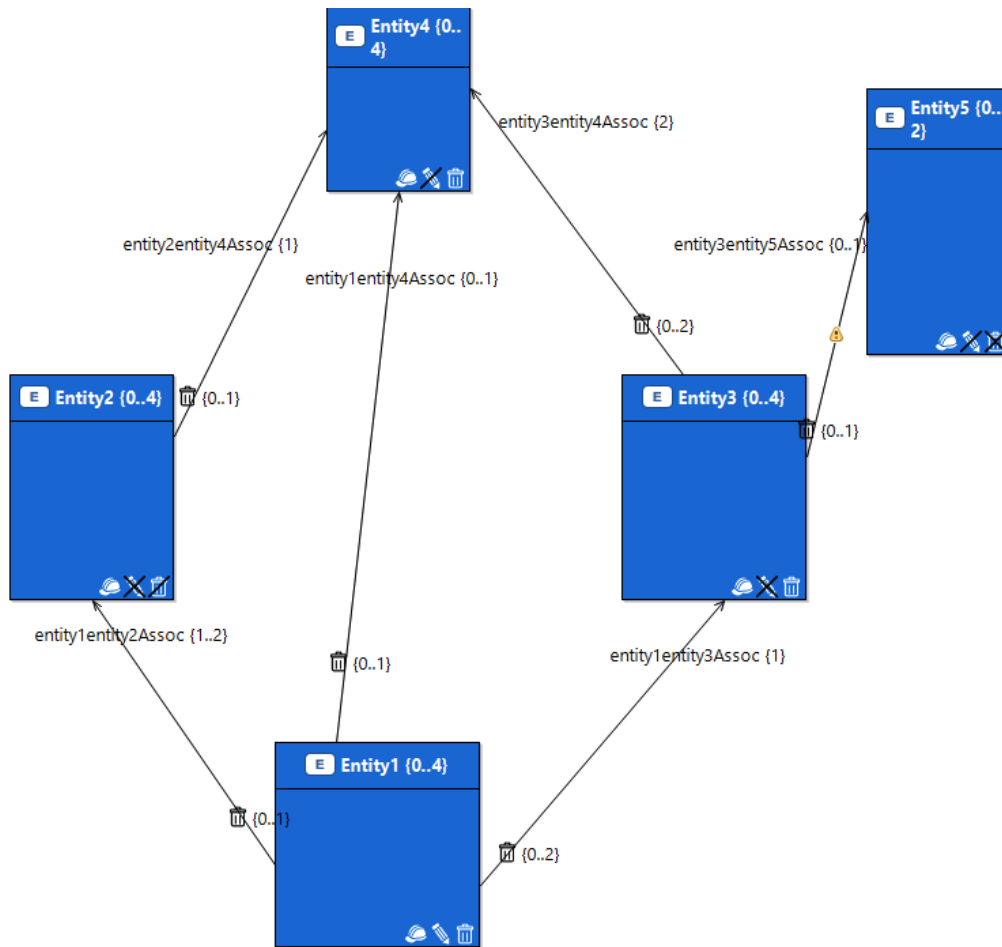 E Entity4 {0..
4}
E Entity5 {0..
2}
entity3entity4Assoc {2}
entity2entity4Assoc {1}
entity3entity5Assoc {0..1}
entity1entity4Assoc {0..1}
{0..2}
E Entity2 {0..4}
{0..1}
E Entity3 {0..4}
{0..1}
entity1entity2Assoc {1..2}
entity1entity3Assoc {1}
{0..1}
E Entity1 {0..4}
{0..1}
{0..2}